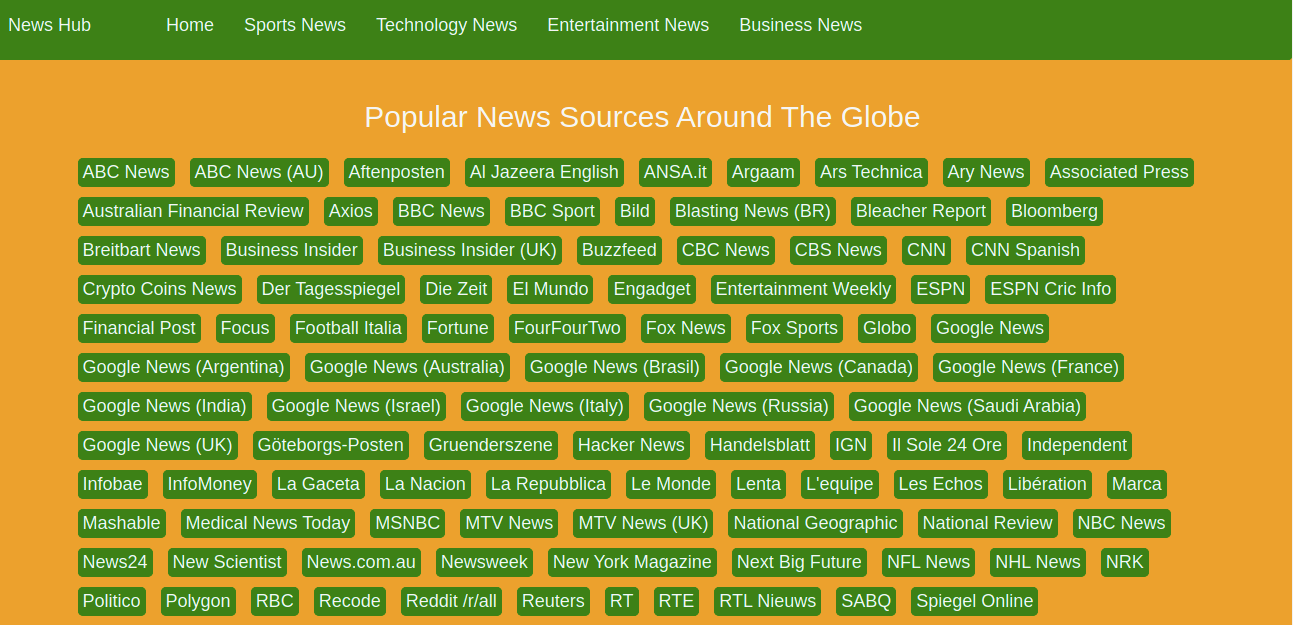 News Hub Home Sports News Technology News Entertainment News Business News
Popular News Sources Around The Globe
ABC News ABC News (AU) Aftenposten Al Jazeera English ANSA.it Argaam Ars Technica Ary News Associated Press
Australian Financial Review Axios BBC News BBC Sport Bild Blasting News (BR) Bleacher Report Bloomberg
Breitbart News Business Insider Business Insider (UK) Buzzfeed CBC News CBS News CNN CNN Spanish
Crypto Coins News Der Tagesspiegel Die Zeit El Mundo Engadget Entertainment Weekly ESPN ESPN Cric Info
Financial Post Focus Football Italia Fortune FourFourTwo Fox News Fox Sports Globo Google News
Google News (Argentina) Google News (Australia) Google News (Brasil) Google News (Canada) Google News (France)
Google News (India) Google News (Israel) Google News (Italy) Google News (Russia) Google News (Saudi Arabia)
Google News (UK) Göteborgs-Posten Gruenderszene Hacker News Handelsblatt IGN Il Sole 24 Ore Independent
Infobae InfoMoney La Gaceta La Nacion La Repubblica Le Monde Lenta L'equipe Les Echos Libération Marca
Mashable Medical News Today MSNBC MTV News MTV News (UK) National Geographic National Review NBC News
News24 New Scientist News.com.au Newsweek New York Magazine Next Big Future NFL News NHL News NRK
Politico Polygon RBC Recode Reddit /r/all Reuters RT RTE RTL Nieuws SABQ Spiegel Online